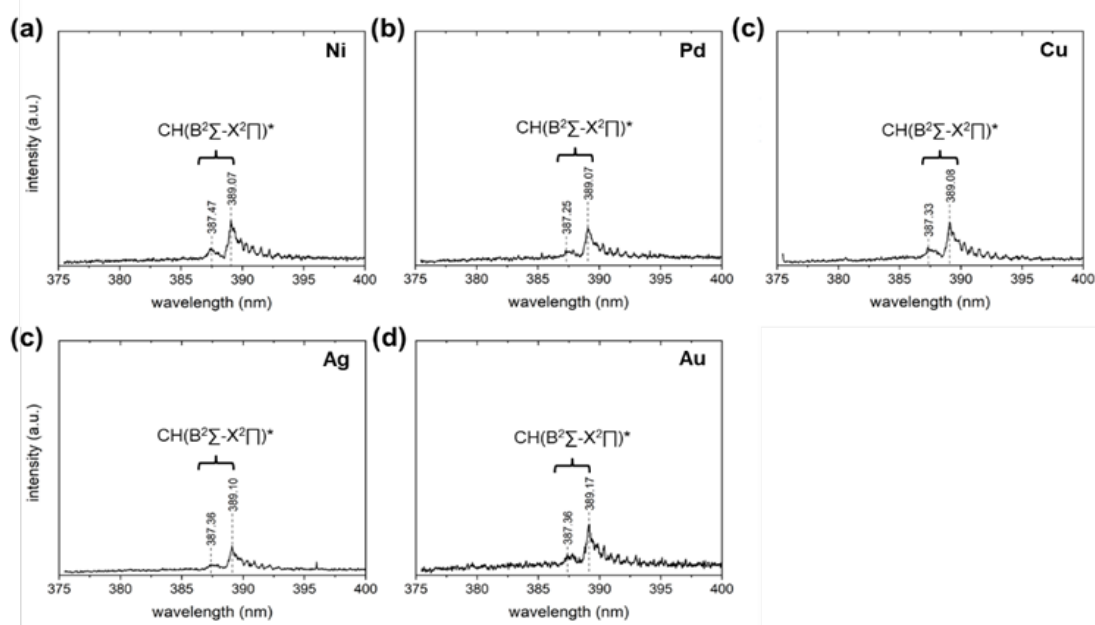 (a)
Ni
CH(B²Σ-X²∏)*
387.47
389.07
intensity (a.u.)
375 380 385 390 395 400
wavelength (nm)
(b)
Pd
CH(B²Σ-X²∏)*
387.25
389.07
375 380 385 390 395 400
wavelength (nm)
(c)
Cu
CH(B²Σ-X²∏)*
387.33
389.08
375 380 385 390 395 400
wavelength (nm)
(c)
Ag
CH(B²Σ-X²∏)*
387.36
389.10
intensity (a.u.)
375 380 385 390 395 400
wavelength (nm)
(d)
Au
CH(B²Σ-X²∏)*
387.36
389.17
375 380 385 390 395 400
wavelength (nm)